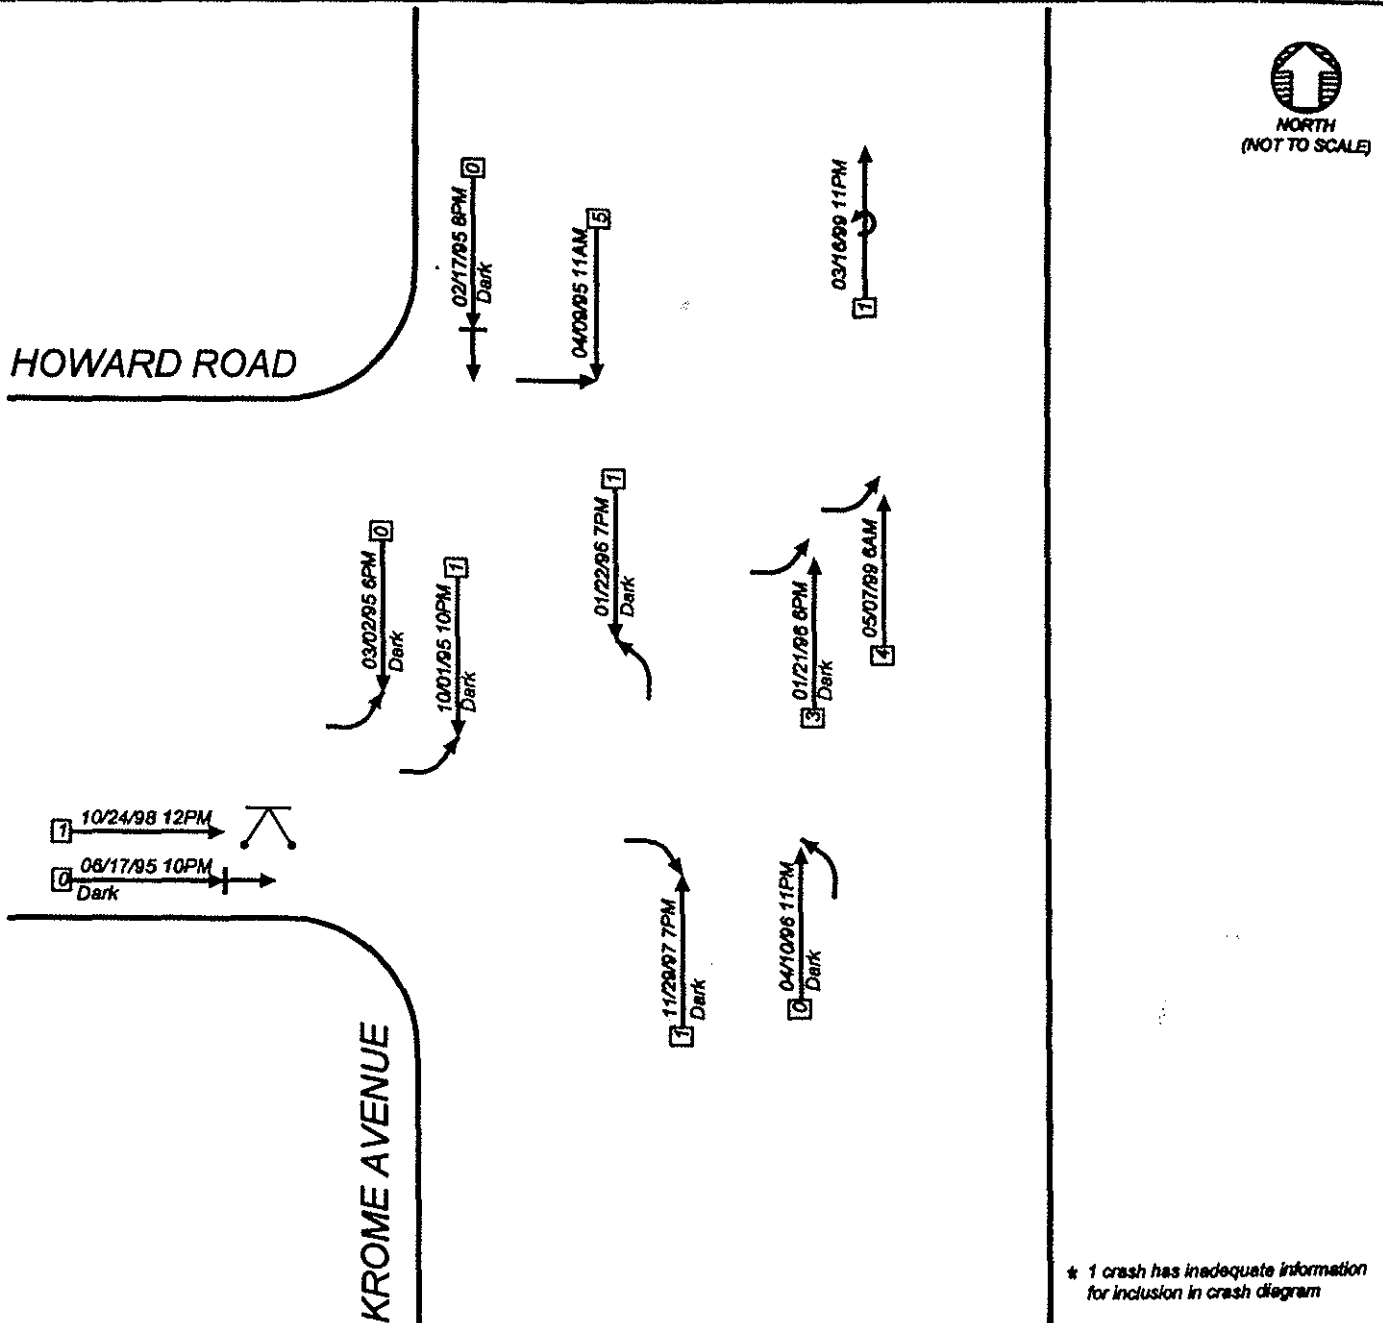 NORTH
(NOT TO SCALE)
0
02/17/95 8PM
Dark
5
04/09/95 11AM
03/16/99 11PM
1
HOWARD ROAD
0
03/02/95 6PM
Dark
1
10/01/95 10PM
Dark
1
01/22/96 7PM
Dark
01/21/96 6PM
Dark
3
05/07/99 6AM
4
1 10/24/98 12PM
0 06/17/95 10PM
Dark
11/29/97 7PM
Dark
1
04/10/96 11PM
Dark
0
KROME AVENUE
* 1 crash has inadequate information
for inclusion in crash diagram